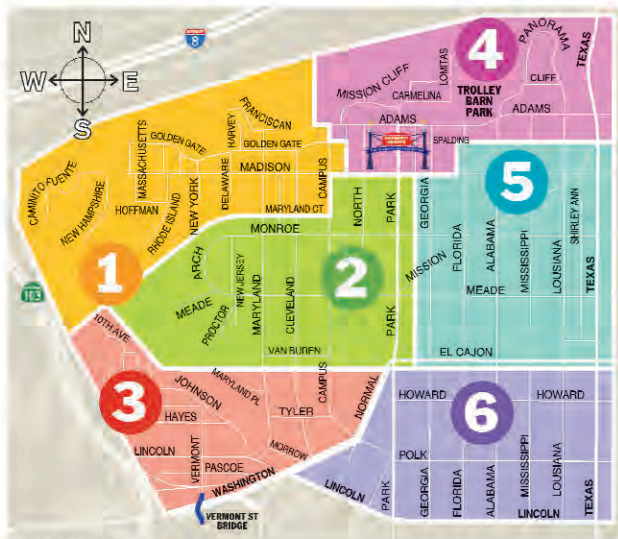 N
W
E
S
8
163
1
2
3
4
5
6
PANORAMA
TEXAS
LOMITAS
MISSION CLIFF
CLIFF
CARMELINA
TROLLEY
BARN
PARK
ADAMS
ADAMS
SPALDING
FRANCISCAN
HARVEY
MASSACHUSETTS
GOLDEN GATE
GOLDEN GATE
MADISON
CAMINITO FUENTE
NEW HAMPSHIRE
HOFFMAN
RHODE ISLAND
NEW YORK
DELAWARE
CAMPUS
MARYLAND CT
NORTH
PARK
GEORGIA
MONROE
ARCH
MISSION
FLORIDA
ALABAMA
MISSISSIPPI
LOUISIANA
SHIRLEY ANN
TEXAS
MEADE
MEADE
PROCTOR
NEW JERSEY
MARYLAND
CLEVELAND
PARK
VAN BUREN
EL CAJON
10TH AVE
JOHNSON
MARYLAND PL
CAMPUS
NORMAL
HAYES
TYLER
LINCOLN
VERMONT
PASCOE
MORROW
WASHINGTON
VERMONT ST
BRIDGE
HOWARD
HOWARD
POLK
LINCOLN
PARK
GEORGIA
FLORIDA
ALABAMA
MISSISSIPPI
LOUISIANA
TEXAS
LINCOLN